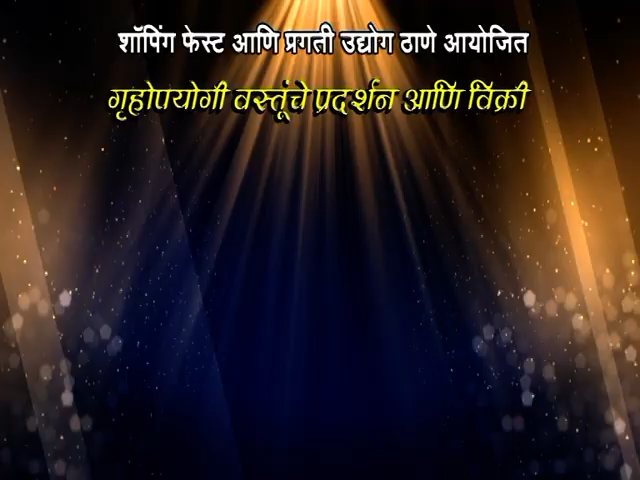 शॉपिंग फेस्ट आणि प्रगती उद्योग ठाणे आयोजित
गृहोपयोगी वस्तूंचे प्रदर्शन आणि विक्री